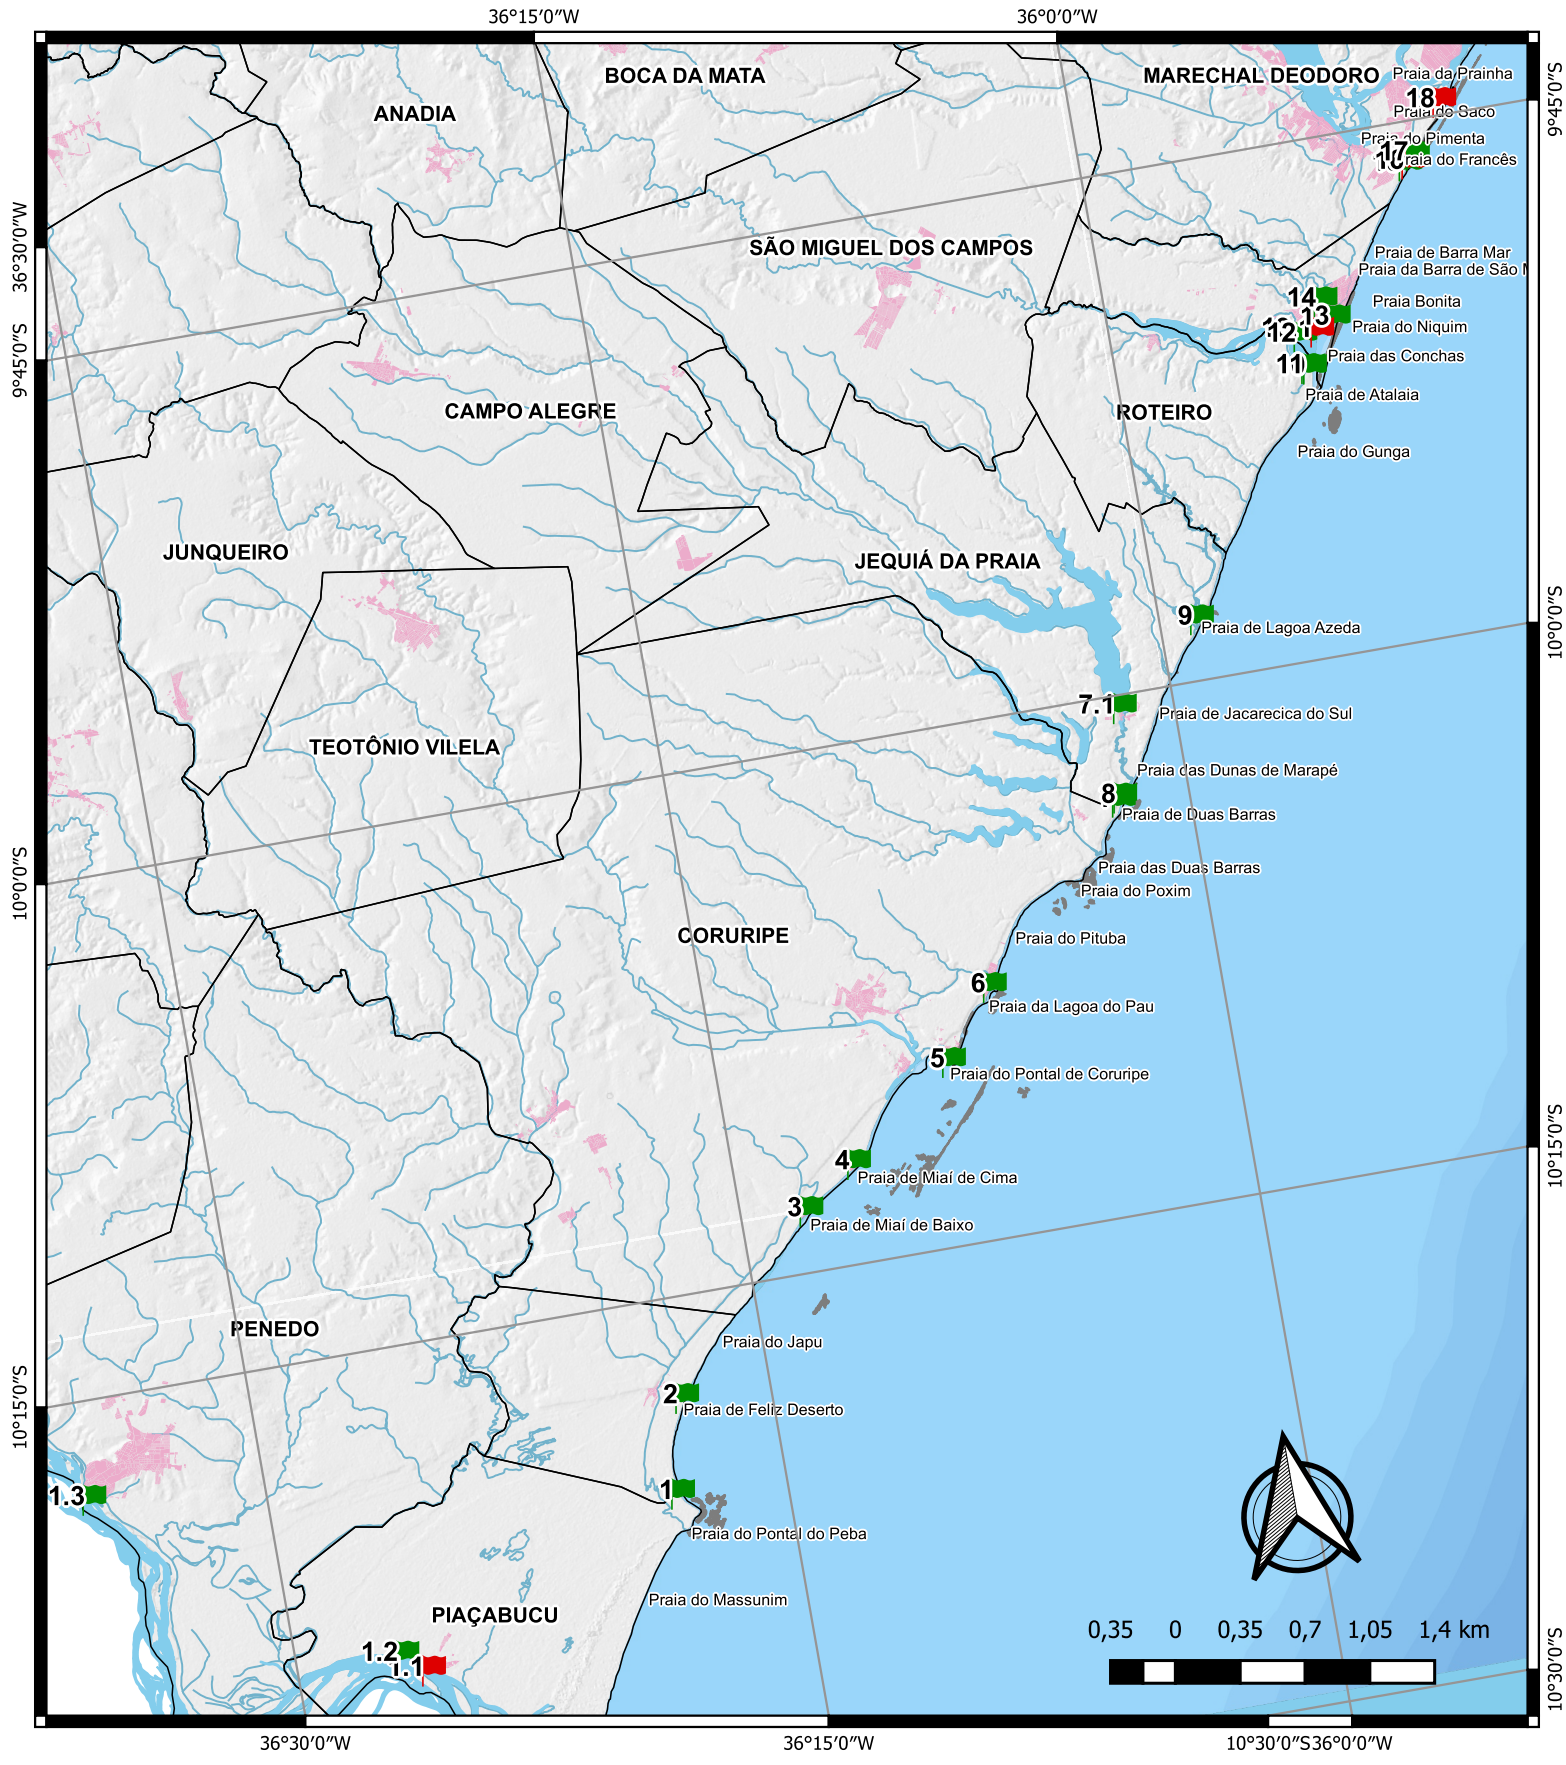 36°15'0"W
36°0'0"W
BOCA DA MATA
MARECHAL DEODORO
Praia da Prainha
ANADIA
18
Praia do Saco
9°45'0"S
Praia do Pimenta
17
Praia do Francês
36°30'0"W
SÃO MIGUEL DOS CAMPOS
Praia de Barra Mar
Praia da Barra de São M
14
Praia Bonita
13
Praia do Niquim
12
9°45'0"S
Praia das Conchas
11
Praia de Atalaia
CAMPO ALEGRE
ROTEIRO
Praia do Gunga
JUNQUEIRO
JEQUIÁ DA PRAIA
9
Praia de Lagoa Azeda
10°0'0"S
7.1
Praia de Jacarecica do Sul
TEOTÔNIO VILELA
Praia das Dunas de Marapé
8
Praia de Duas Barras
Praia das Duas Barras
Praia do Poxim
10°0'0"S
CORURIPE
Praia do Pituba
6
Praia da Lagoa do Pau
5
Praia do Pontal de Coruripe
10°15'0"S
4
Praia de Miaí de Cima
3
Praia de Miaí de Baixo
PENEDO
Praia do Japu
2
Praia de Feliz Deserto
10°15'0"S
1.3
1
Praia do Pontal do Peba
Praia do Massunim
PIAÇABUCU
1.2
1.1
0,35 0 0,35 0,7 1,05 1,4 km
10°30'0"S
36°30'0"W
36°15'0"W
10°30'0"S36°0'0"W